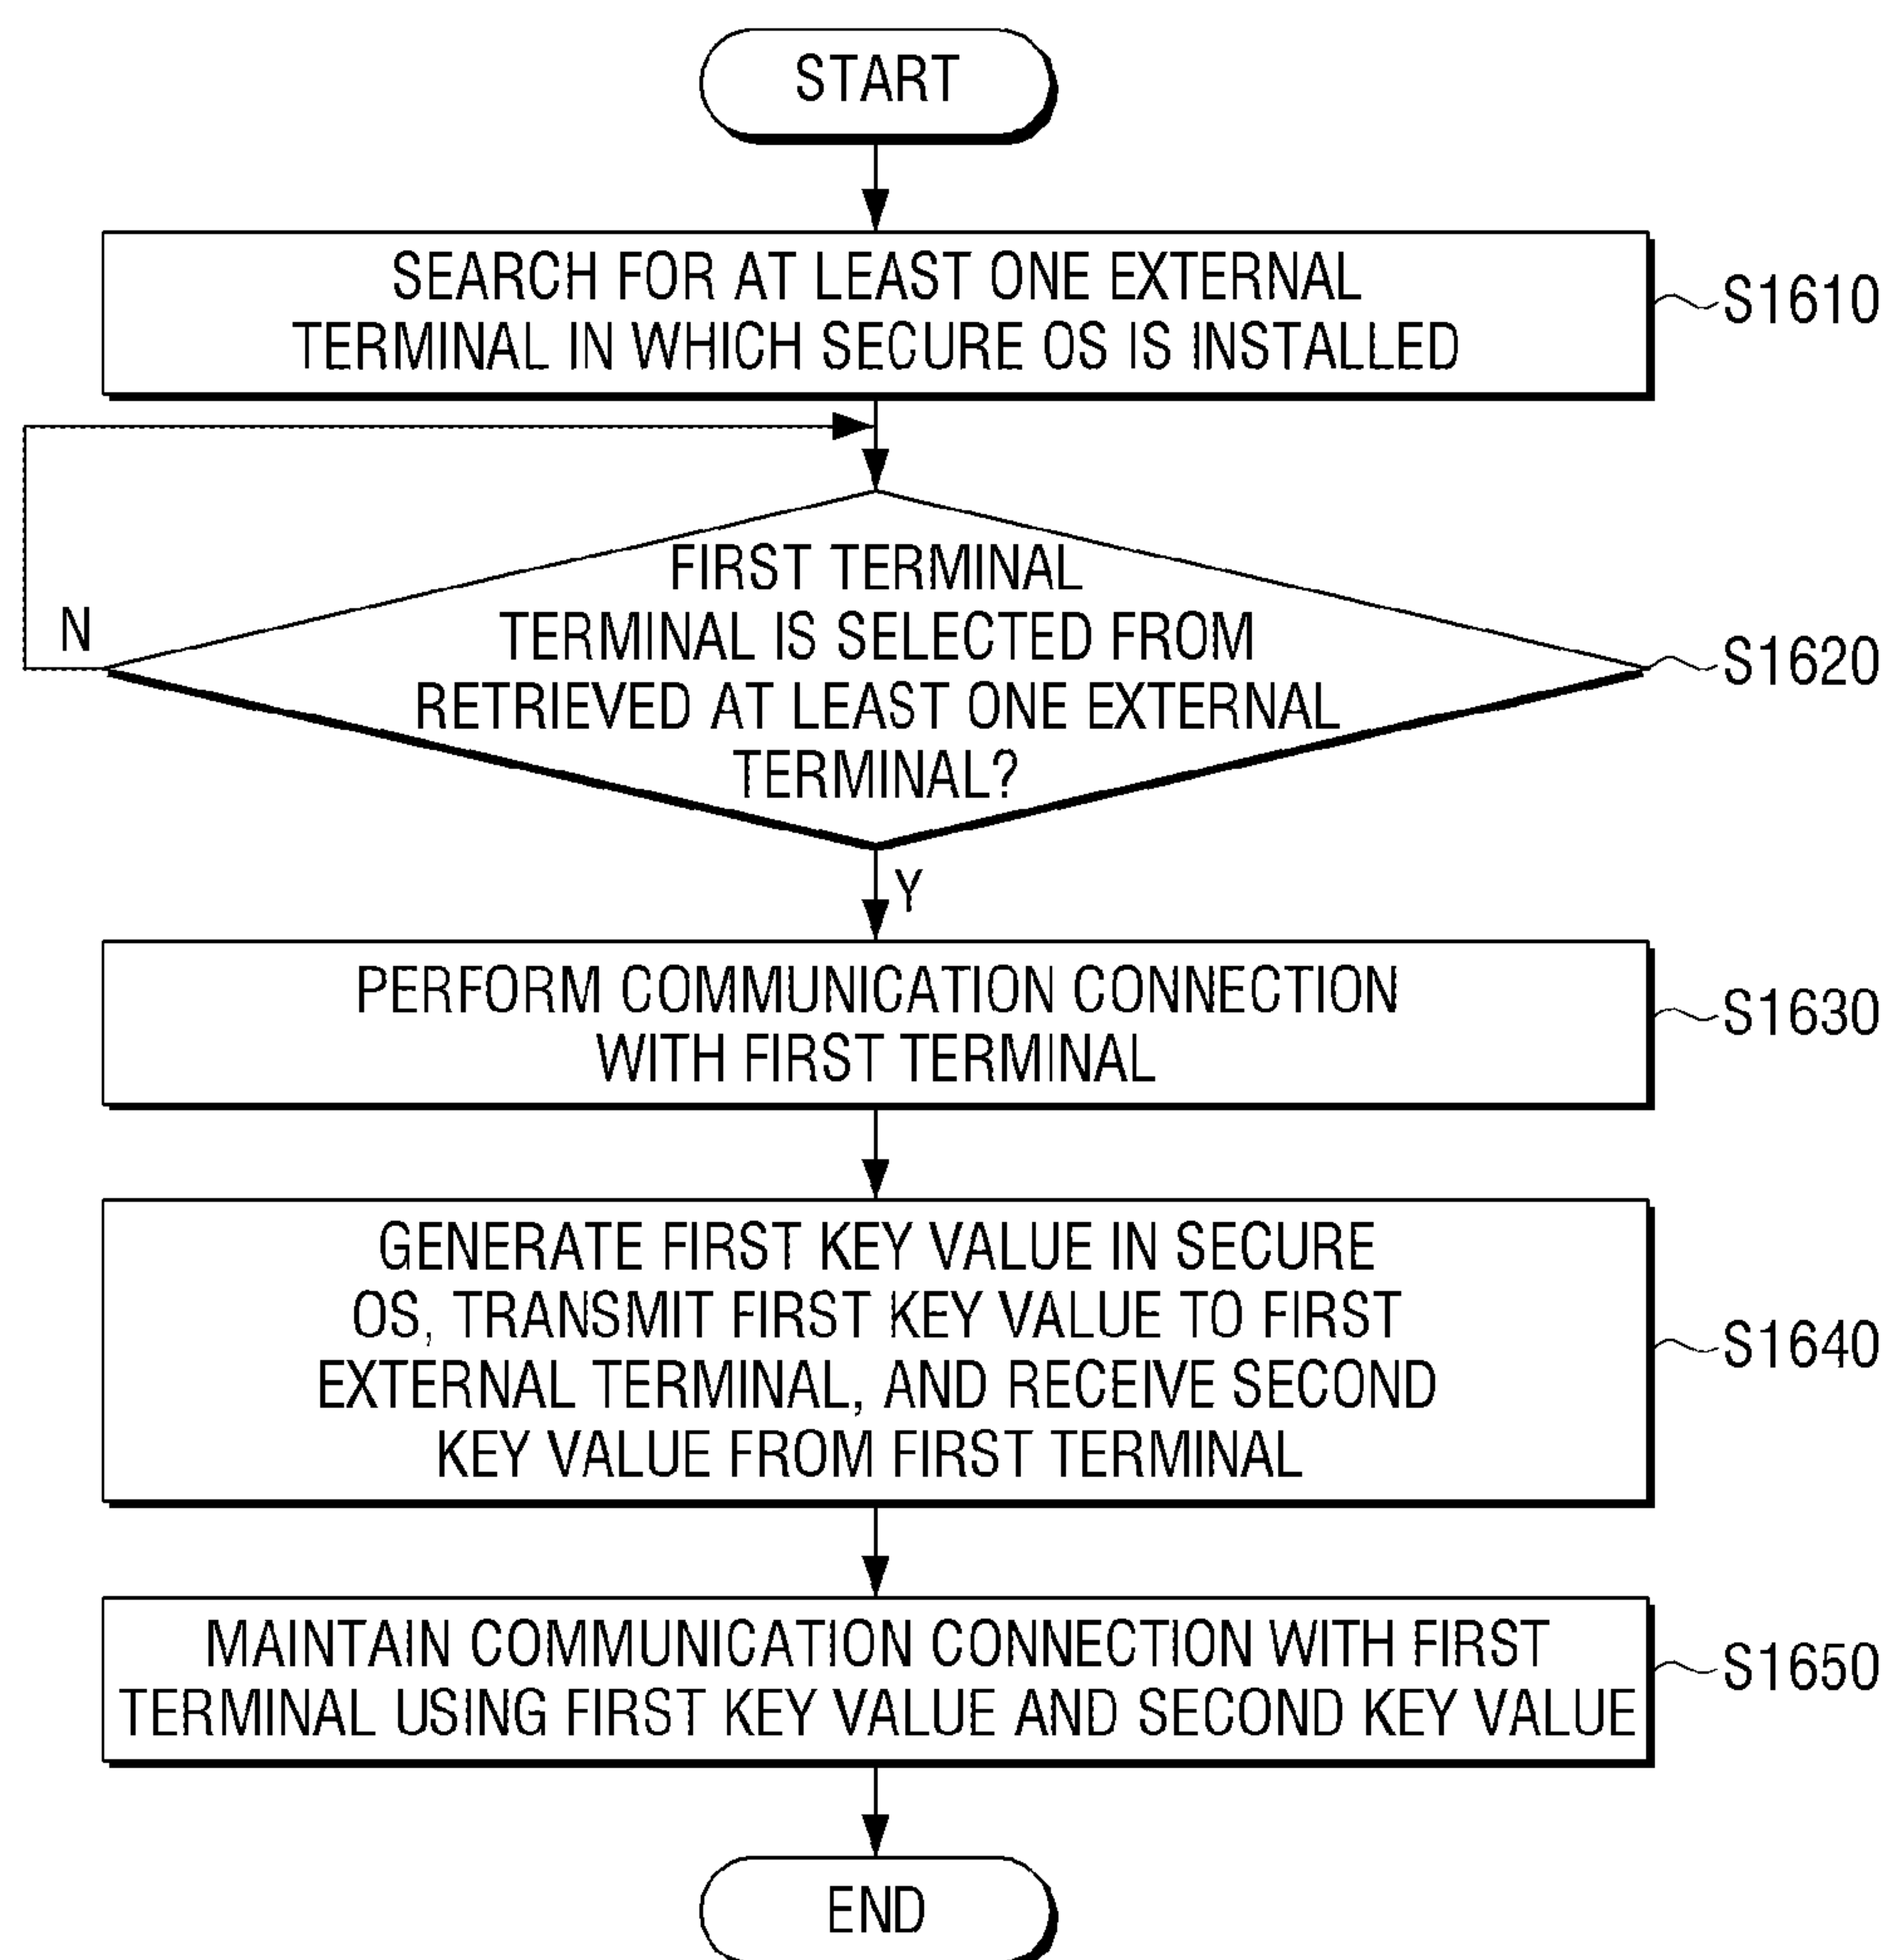 START
SEARCH FOR AT LEAST ONE EXTERNAL
TERMINAL IN WHICH SECURE OS IS INSTALLED
S1610
FIRST TERMINAL
TERMINAL IS SELECTED FROM
RETRIEVED AT LEAST ONE EXTERNAL
TERMINAL?
N
S1620
Y
PERFORM COMMUNICATION CONNECTION
WITH FIRST TERMINAL
S1630
GENERATE FIRST KEY VALUE IN SECURE
OS, TRANSMIT FIRST KEY VALUE TO FIRST
EXTERNAL TERMINAL, AND RECEIVE SECOND
KEY VALUE FROM FIRST TERMINAL
S1640
MAINTAIN COMMUNICATION CONNECTION WITH FIRST
TERMINAL USING FIRST KEY VALUE AND SECOND KEY VALUE
S1650
END